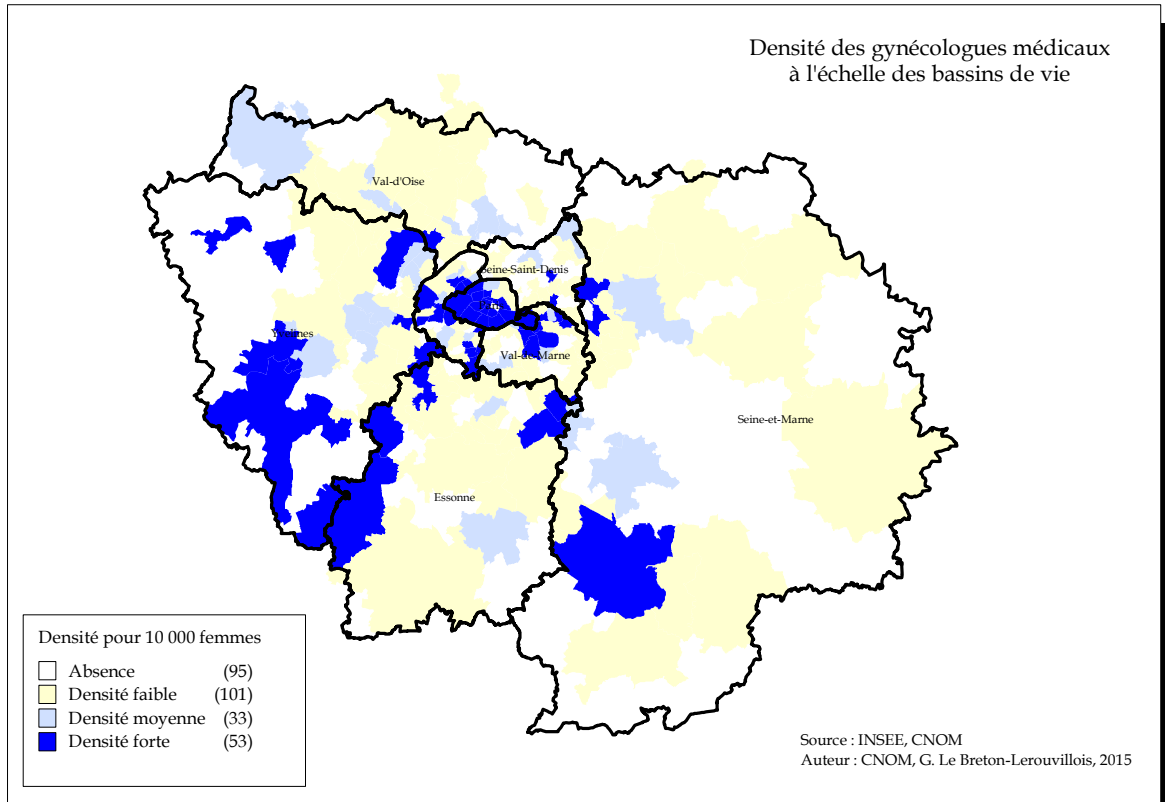 Densité des gynécologues médicaux
à l'échelle des bassins de vie
Val-d'Oise
Seine-Saint-Denis
Paris
Yvelines
Val-de-Marne
Seine-et-Marne
Essonne
Densité pour 10 000 femmes
Absence (95)
Densité faible (101)
Densité moyenne (33)
Densité forte (53)
Source : INSEE, CNOM
Auteur : CNOM, G. Le Breton-Lerouvillois, 2015